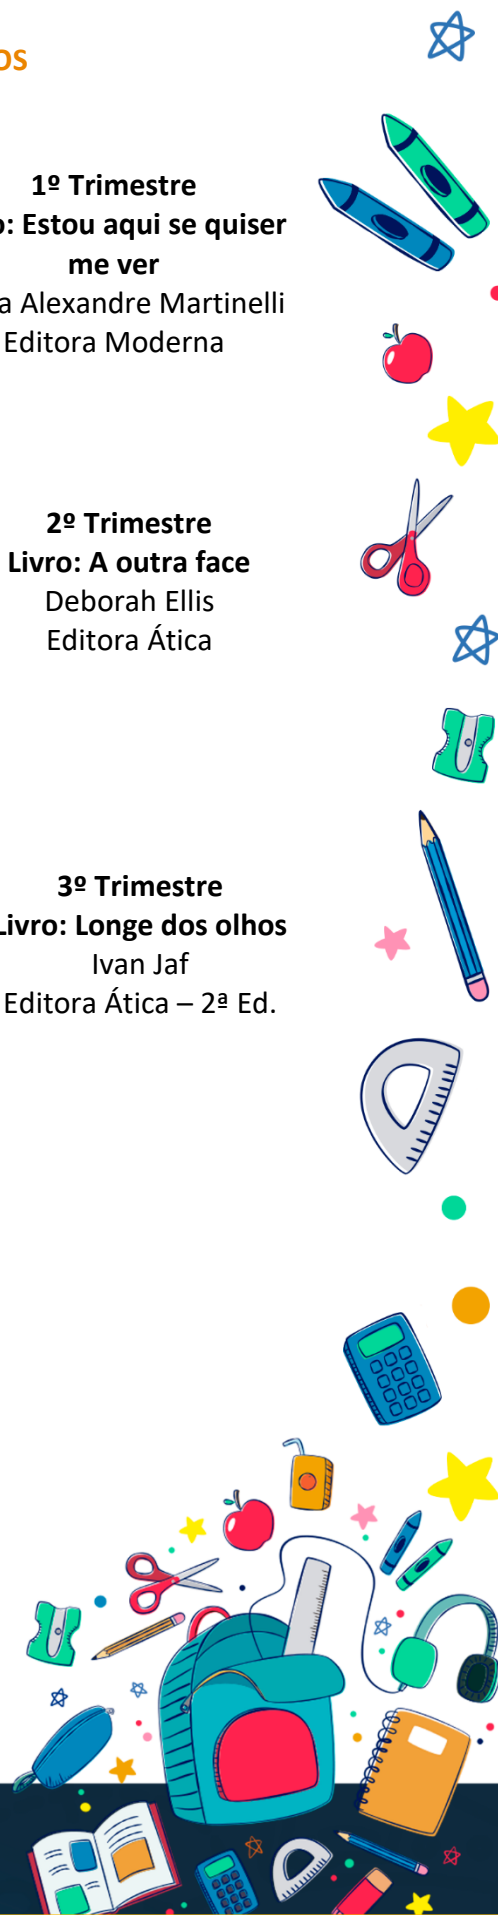 OS
1º Trimestre
o: Estou aqui se quiser
me ver
a Alexandre Martinelli
Editora Moderna
2º Trimestre
Livro: A outra face
Deborah Ellis
Editora Ática
3º Trimestre
Livro: Longe dos olhos
Ivan Jaf
Editora Ática – 2ª Ed.